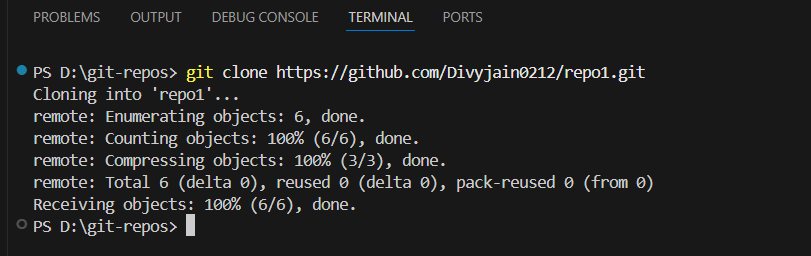 PROBLEMS OUTPUT DEBUG CONSOLE TERMINAL PORTS
PS D:\git-repos> git clone https://github.com/Divyjain0212/repo1.git
Cloning into 'repo1'...
remote: Enumerating objects: 6, done.
remote: Counting objects: 100% (6/6), done.
remote: Compressing objects: 100% (3/3), done.
remote: Total 6 (delta 0), reused 0 (delta 0), pack-reused 0 (from 0)
Receiving objects: 100% (6/6), done.
PS D:\git-repos>